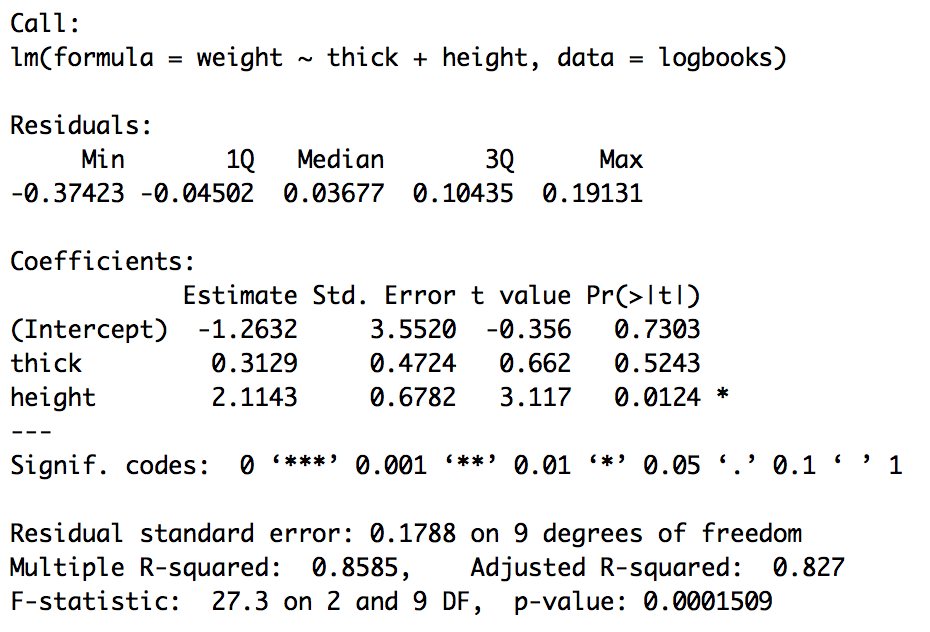 Call:
lm(formula = weight ~ thick + height, data = logbooks)
Residuals:
Min 1Q Median 3Q Max
-0.37423 -0.04502 0.03677 0.10435 0.19131
Coefficients:
Estimate Std. Error t value Pr(>|t|)
(Intercept) -1.2632 3.5520 -0.356 0.7303
thick 0.3129 0.4724 0.662 0.5243
height 2.1143 0.6782 3.117 0.0124 *
---
Signif. codes: 0 ‘***’ 0.001 ‘**’ 0.01 ‘*’ 0.05 ‘.’ 0.1 ‘ ’ 1
Residual standard error: 0.1788 on 9 degrees of freedom
Multiple R-squared: 0.8585, Adjusted R-squared: 0.827
F-statistic: 27.3 on 2 and 9 DF, p-value: 0.0001509